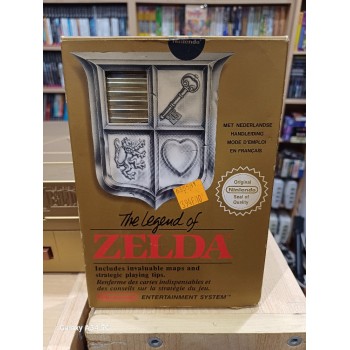 Nintendo
MET NEDERLANDSE
HANDLEIDING
MODE D'EMPLOI
EN FRANÇAIS
Original
Nintendo
Seal of
Quality
The Legend of
ZELDA
Includes invaluable maps and
strategic playing tips.
Renferme des cartes indispensables et
des conseils sur la stratégie du jeu.
Nintendo ENTERTAINMENT SYSTEM
Galaxy